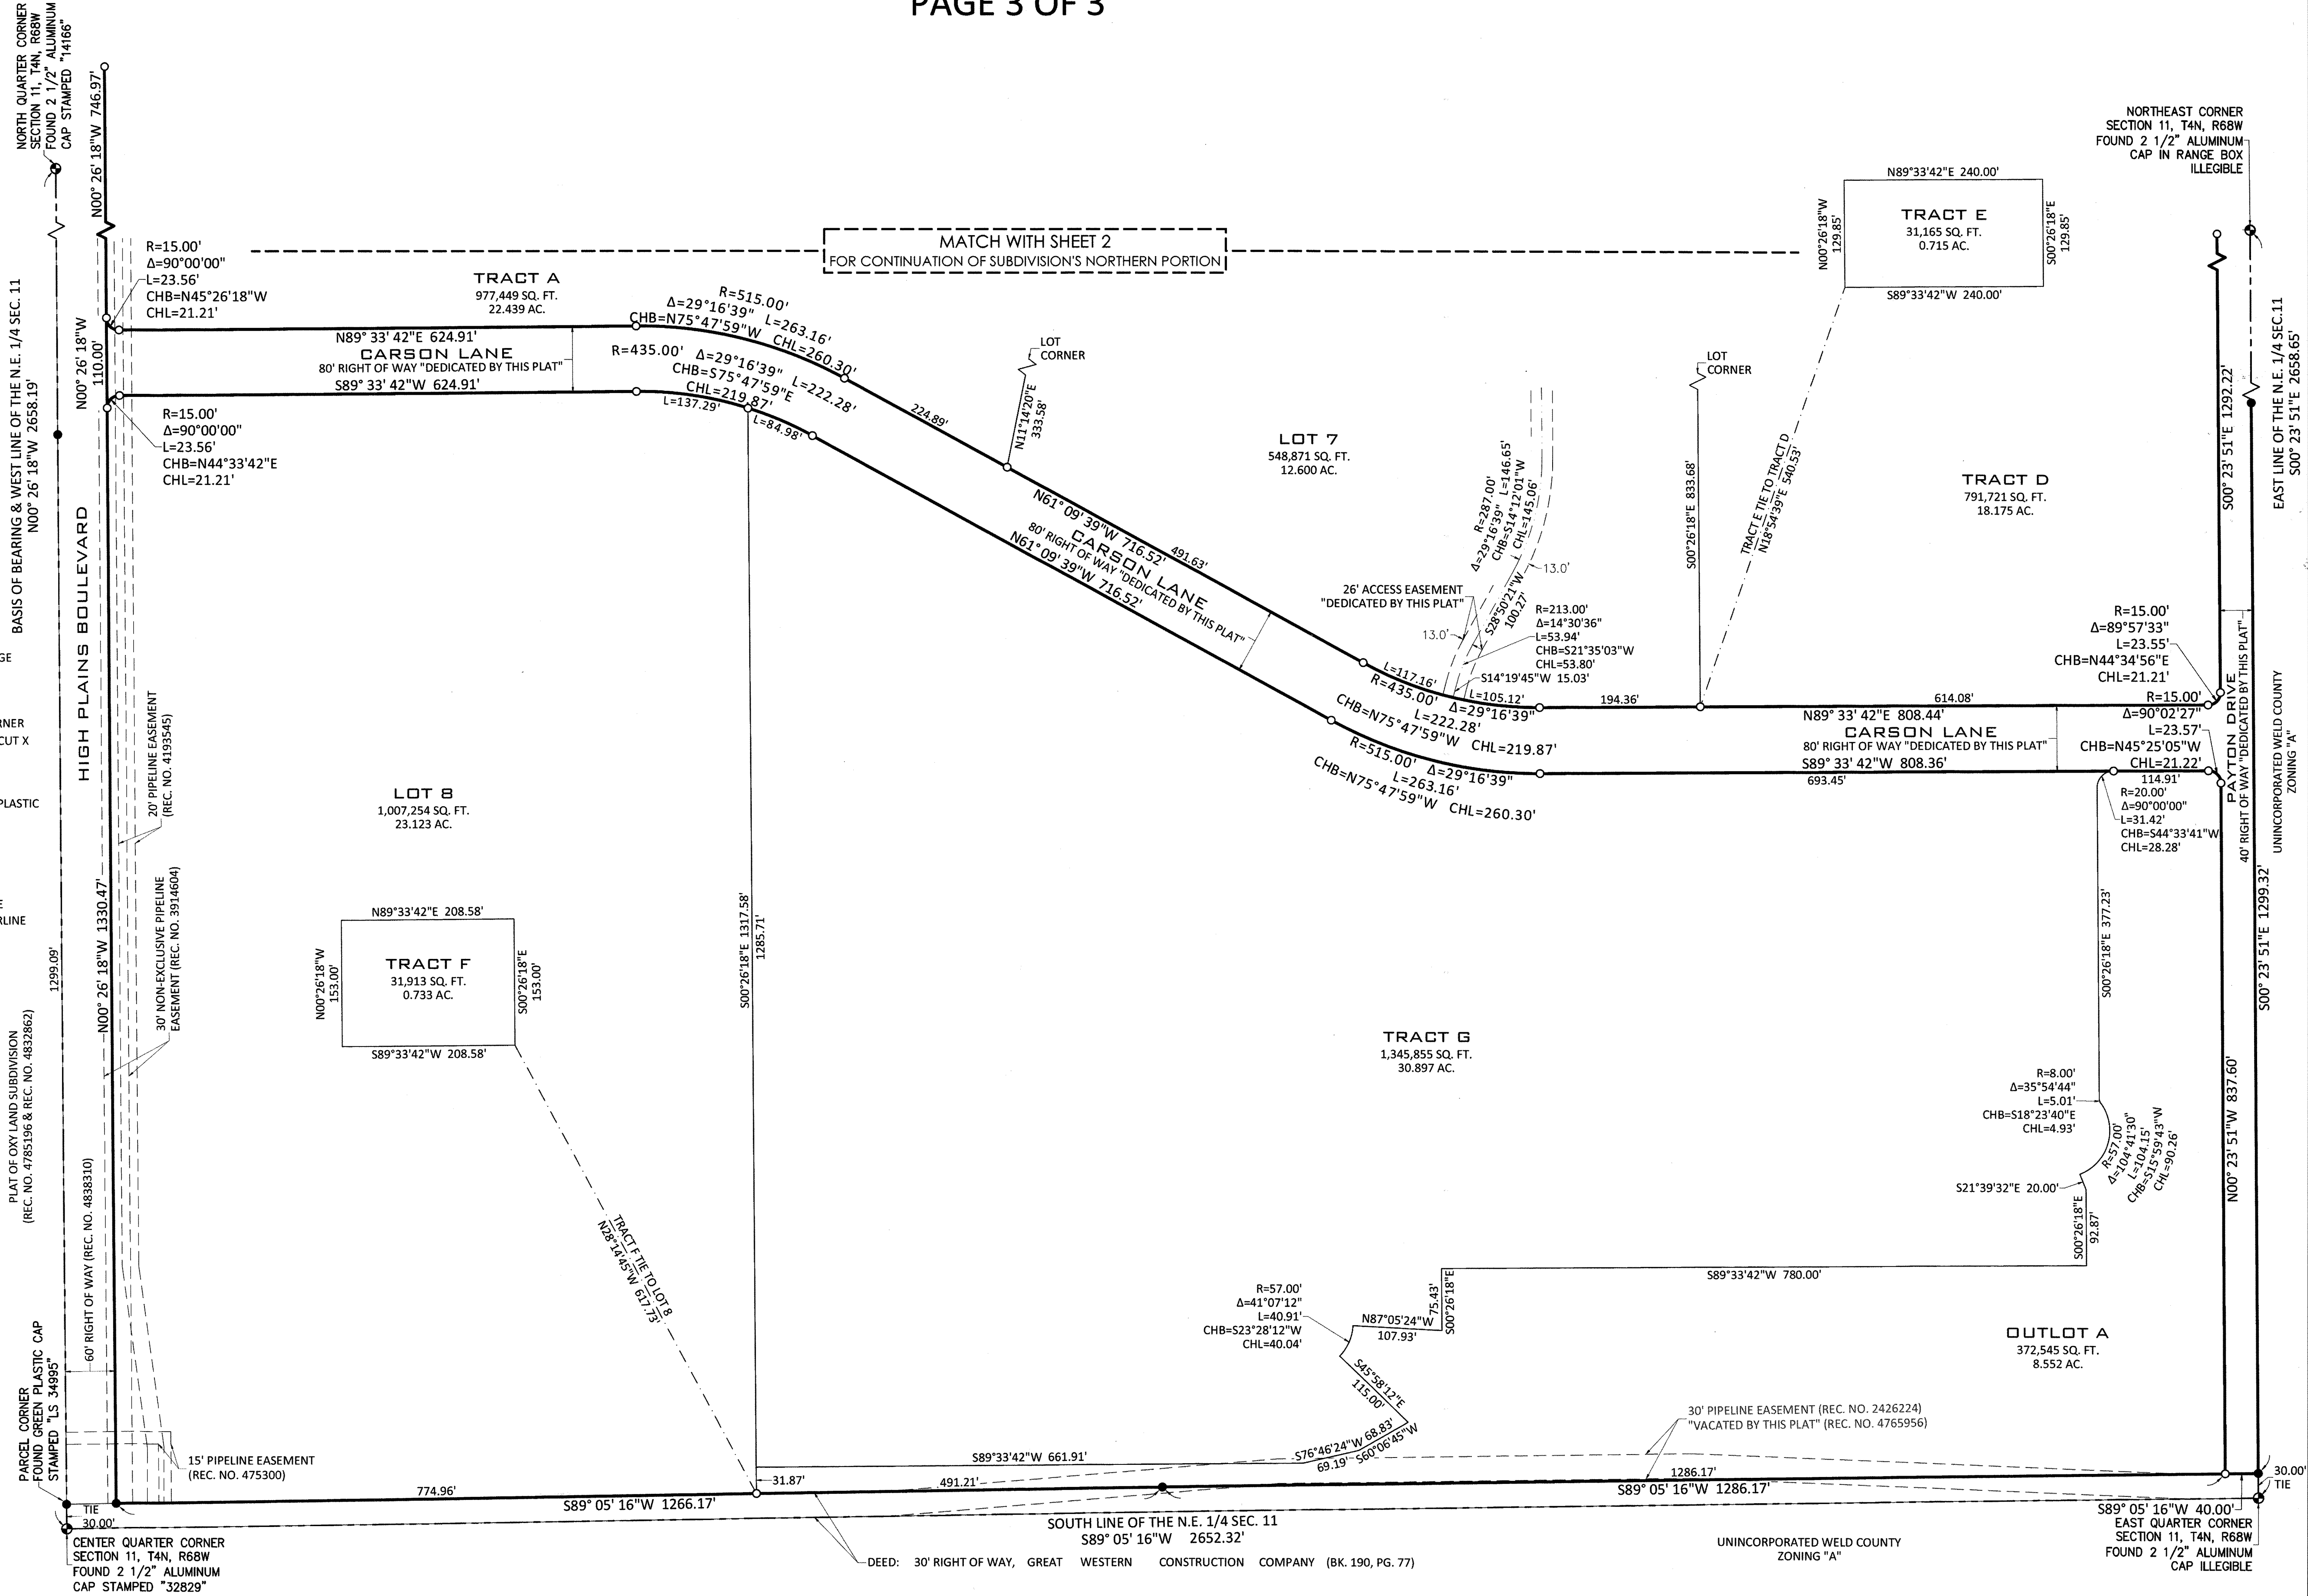 PAGE 3 OF 3
NORTH QUARTER CORNER
SECTION 11, T4N, R68W
FOUND 2 1/2" ALUMINUM
CAP STAMPED "14166"
N00° 26' 18"W 746.97'
BASIS OF BEARING & WEST LINE OF THE N.E. 1/4 SEC. 11
N00° 26' 18"W 2658.19'
R=15.00'
Δ=90°00'00"
L=23.56'
CHB=N45°26'18"W
CHL=21.21'
N00° 26' 18"W
110.00'
R=15.00'
Δ=90°00'00"
L=23.56'
CHB=N44°33'42"E
CHL=21.21'
MATCH WITH SHEET 2
FOR CONTINUATION OF SUBDIVISION'S NORTHERN PORTION
TRACT A
977,449 SQ. FT.
22.439 AC.
N89° 33' 42"E 624.91'
CARSON LANE
80' RIGHT OF WAY "DEDICATED BY THIS PLAT"
S89° 33' 42"W 624.91'
R=515.00'
Δ=29°16'39" L=263.16'
CHB=N75°47'59"W CHL=260.30'
R=435.00' Δ=29°16'39" L=222.28'
CHB=S75°47'59"E
CHL=219.87'
L=137.29'
L=84.98'
224.89'
LOT
CORNER
N11°14'20"E
333.58'
LOT 7
548,871 SQ. FT.
12.600 AC.
N61° 09' 39"W 716.52'
491.63'
CARSON LANE
80' RIGHT OF WAY "DEDICATED BY THIS PLAT"
N61° 09' 39"W 716.52'
R=287.00'
Δ=29°16'39" L=146.65'
CHB=S14°12'01"W
CHL=145.06'
13.0'
S28°50'21"W
100.27'
26' ACCESS EASEMENT
"DEDICATED BY THIS PLAT"
13.0'
R=213.00'
Δ=14°30'36"
L=53.94'
CHB=S21°35'03"W
CHL=53.80'
S14°19'45"W 15.03'
L=117.16'
L=105.12'
R=435.00' Δ=29°16'39"
L=222.28'
CHB=N75°47'59"W CHL=219.87'
R=515.00' Δ=29°16'39"
L=263.16'
CHB=N75°47'59"W CHL=260.30'
LOT
CORNER
S00°26'18"E 833.68'
TRACT E TIE TO TRACT D
N18°54'39"E 540.53'
NORTHEAST CORNER
SECTION 11, T4N, R68W
FOUND 2 1/2" ALUMINUM
CAP IN RANGE BOX
ILLEGIBLE
N89°33'42"E 240.00'
N00°26'18"W
129.85'
TRACT E
31,165 SQ. FT.
0.715 AC.
S00°26'18"E
129.85'
S89°33'42"W 240.00'
TRACT D
791,721 SQ. FT.
18.175 AC.
S00° 23' 51"E 1292.22'
EAST LINE OF THE N.E. 1/4 SEC.11
S00° 23' 51"E 2658.65'
R=15.00'
Δ=89°57'33"
L=23.55'
CHB=N44°34'56"E
CHL=21.21'
194.36'
614.08'
N89° 33' 42"E 808.44'
CARSON LANE
80' RIGHT OF WAY "DEDICATED BY THIS PLAT"
S89° 33' 42"W 808.36'
693.45'
R=15.00'
Δ=90°02'27"
L=23.57'
CHB=N45°25'05"W
CHL=21.22'
114.91'
R=20.00'
Δ=90°00'00"
L=31.42'
CHB=S44°33'41"W
CHL=28.28'
PAYTON DRIVE
40' RIGHT OF WAY "DEDICATED BY THIS PLAT"
UNINCORPORATED WELD COUNTY
ZONING "A"
GE
RNER
CUT X
PLASTIC
E
RLINE
HIGH PLAINS BOULEVARD
20' PIPELINE EASEMENT
(REC. NO. 4193545)
30' NON-EXCLUSIVE PIPELINE
EASEMENT (REC. NO. 3914604)
N00° 26' 18"W 1330.47'
1299.09'
LOT 8
1,007,254 SQ. FT.
23.123 AC.
N89°33'42"E 208.58'
N00°26'18"W
153.00'
TRACT F
31,913 SQ. FT.
0.733 AC.
S00°26'18"E
153.00'
S89°33'42"W 208.58'
TRACT F TIE TO LOT 8
N28°14'45"W 617.73'
S00°26'18"E 1317.58'
1285.71'
TRACT G
1,345,855 SQ. FT.
30.897 AC.
S00°26'18"E 377.23'
S00° 23' 51"E 1299.32'
N00° 23' 51"W 837.60'
R=8.00'
Δ=35°54'44"
L=5.01'
CHB=S18°23'40"E
CHL=4.93'
R=57.00'
Δ=104°41'30"
L=104.15'
CHB=S15°59'43"W
CHL=90.26'
S21°39'32"E 20.00'
S00°26'18"E
92.87'
S89°33'42"W 780.00'
PLAT OF OXY LAND SUBDIVISION
(REC. NO. 4785196 & REC. NO. 4832862)
60' RIGHT OF WAY (REC. NO. 4838310)
R=57.00'
Δ=41°07'12"
L=40.91'
CHB=S23°28'12"W
CHL=40.04'
N87°05'24"W
107.93'
75.43'
S00°26'18"E
S45°58'12"E
115.00'
OUTLOT A
372,545 SQ. FT.
8.552 AC.
30' PIPELINE EASEMENT (REC. NO. 2426224)
"VACATED BY THIS PLAT" (REC. NO. 4765956)
PARCEL CORNER
FOUND GREEN PLASTIC CAP
STAMPED "LS 34995"
15' PIPELINE EASEMENT
(REC. NO. 475300)
S89°33'42"W 661.91'
S76°46'24"W
69.19'
68.83'
S60°06'45"W
774.96'
31.87'
491.21'
1286.17'
S89° 05' 16"W 1266.17'
S89° 05' 16"W 1286.17'
TIE
30.00'
30.00'
TIE
S89° 05' 16"W 40.00'
SOUTH LINE OF THE N.E. 1/4 SEC. 11
S89° 05' 16"W 2652.32'
CENTER QUARTER CORNER
SECTION 11, T4N, R68W
FOUND 2 1/2" ALUMINUM
CAP STAMPED "32829"
DEED: 30' RIGHT OF WAY, GREAT WESTERN CONSTRUCTION COMPANY (BK. 190, PG. 77)
UNINCORPORATED WELD COUNTY
ZONING "A"
EAST QUARTER CORNER
SECTION 11, T4N, R68W
FOUND 2 1/2" ALUMINUM
CAP ILLEGIBLE